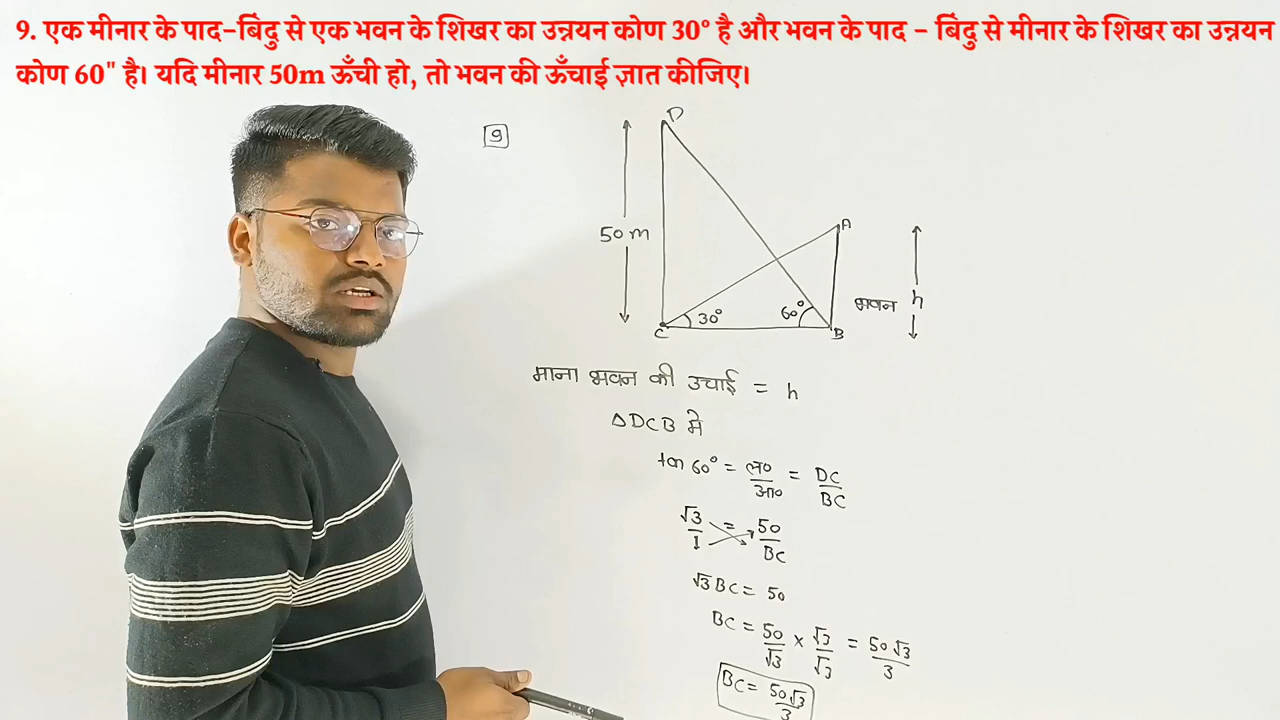 9. एक मीनार के पाद-बिंदु से एक भवन के शिखर का उन्नयन कोण 30° है और भवन के पाद - बिंदु से मीनार के शिखर का उन्नयन
कोण 60" है। यदि मीनार 50m ऊँची हो, तो भवन की ऊँचाई ज्ञात कीजिए।
9
D
A
50 m
भवन h
30°
60°
C
B
माना भवन की उचाई = h
ΔDCB मे
tan 60° = ल०/आ० = DC/BC
√3/1 = 50/BC
√3 BC = 50
BC = 50/√3 × √3/√3 = 50√3/3
BC = 50√3/3